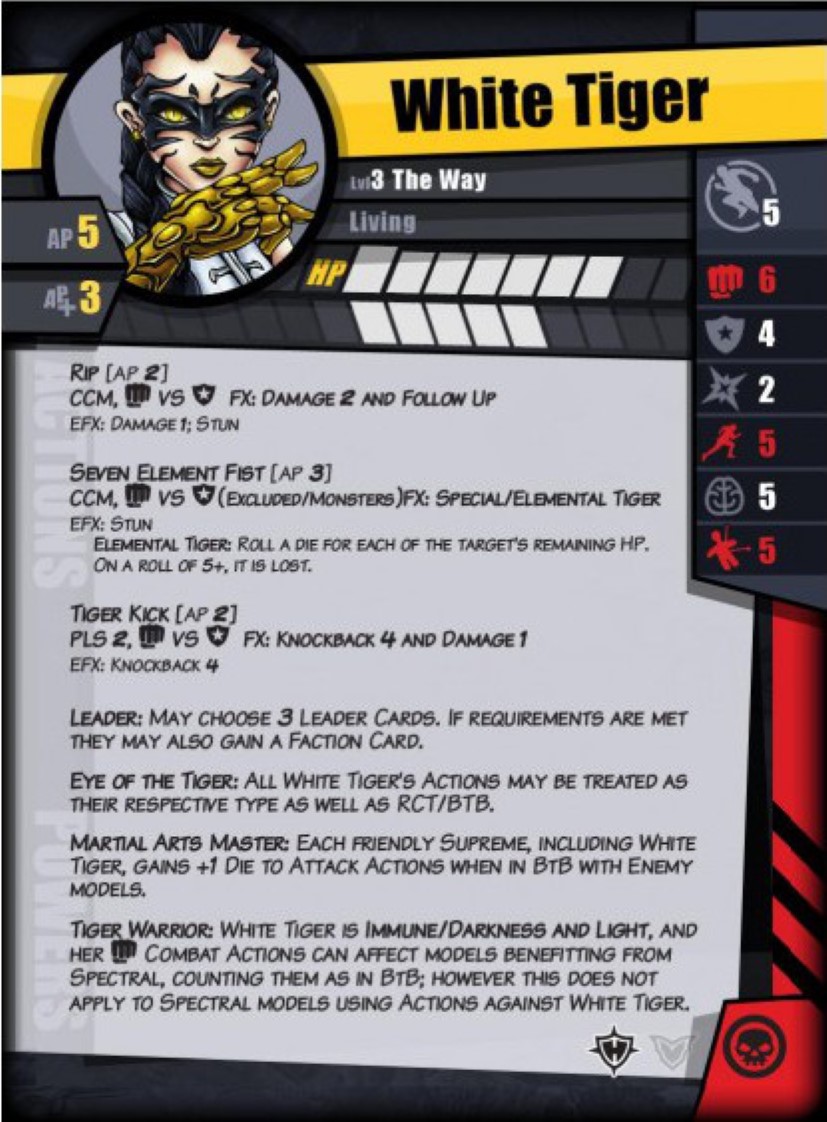 White Tiger
Lvl3 The Way
Living
AP 5
AP+ 3
HP
5
6
4
2
5
5
5
ACTIONS
RIP [AP 2]
CCM, VS FX: DAMAGE 2 AND FOLLOW UP
EFX: DAMAGE 1; STUN
SEVEN ELEMENT FIST [AP 3]
CCM, VS (EXCLUDED/MONSTERS)FX: SPECIAL/ELEMENTAL TIGER
EFX: STUN
ELEMENTAL TIGER: ROLL A DIE FOR EACH OF THE TARGET'S REMAINING HP.
ON A ROLL OF 5+, IT IS LOST.
TIGER KICK [AP 2]
PLS 2, VS FX: KNOCKBACK 4 AND DAMAGE 1
EFX: KNOCKBACK 4
POWERS
LEADER: MAY CHOOSE 3 LEADER CARDS. IF REQUIREMENTS ARE MET
THEY MAY ALSO GAIN A FACTION CARD.
EYE OF THE TIGER: ALL WHITE TIGER'S ACTIONS MAY BE TREATED AS
THEIR RESPECTIVE TYPE AS WELL AS RCT/BTB.
MARTIAL ARTS MASTER: EACH FRIENDLY SUPREME, INCLUDING WHITE
TIGER, GAINS +1 DIE TO ATTACK ACTIONS WHEN IN BTB WITH ENEMY
MODELS.
TIGER WARRIOR: WHITE TIGER IS IMMUNE/DARKNESS AND LIGHT, AND
HER COMBAT ACTIONS CAN AFFECT MODELS BENEFITTING FROM
SPECTRAL, COUNTING THEM AS IN BTB; HOWEVER THIS DOES NOT
APPLY TO SPECTRAL MODELS USING ACTIONS AGAINST WHITE TIGER.